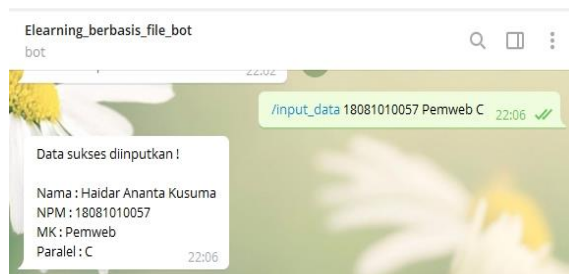 Elearning_berbasis_file_bot
bot
22:02
/input_data 18081010057 Pemweb C 22:06
Data sukses diinputkan !
Nama : Haidar Ananta Kusuma
NPM : 18081010057
MK : Pemweb
Paralel : C
22:06